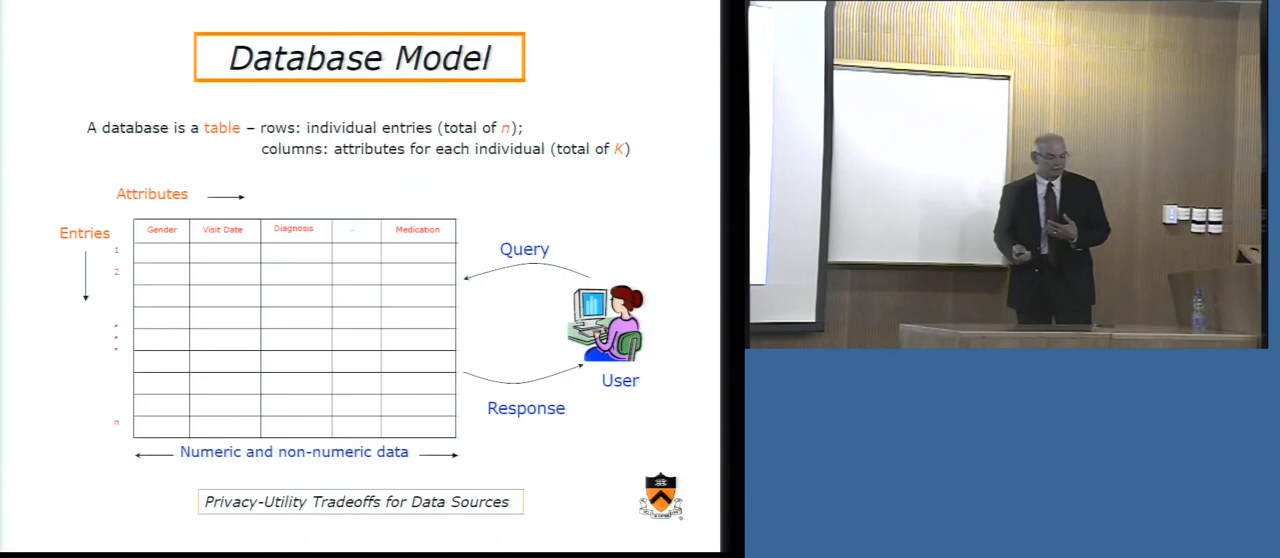 Database Model
A database is a table – rows: individual entries (total of n);
columns: attributes for each individual (total of K)
Attributes
Entries
Gender Visit Date Diagnosis ... Medication
1
2
n
Query
User
Response
Numeric and non-numeric data
Privacy-Utility Tradeoffs for Data Sources